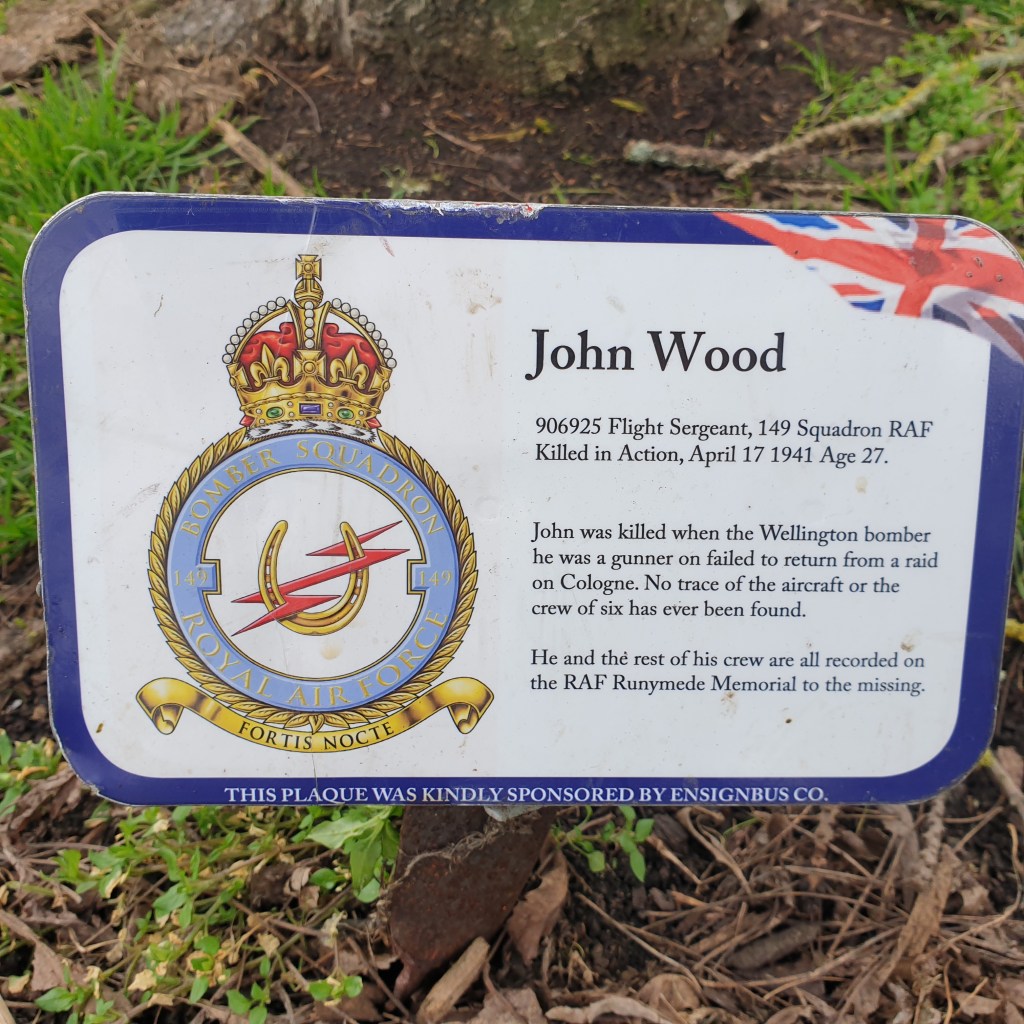 BOMBER SQUADRON
149
149
ROYAL AIR FORCE
FORTIS NOCTE
John Wood
906925 Flight Sergeant, 149 Squadron RAF
Killed in Action, April 17 1941 Age 27.
John was killed when the Wellington bomber
he was a gunner on failed to return from a raid
on Cologne. No trace of the aircraft or the
crew of six has ever been found.
He and the rest of his crew are all recorded on
the RAF Runymede Memorial to the missing.
THIS PLAQUE WAS KINDLY SPONSORED BY ENSIGNBUS CO.